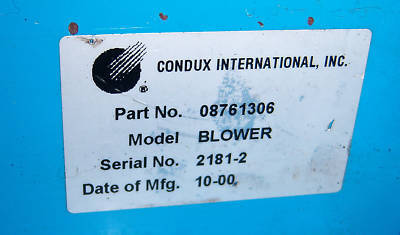 CONDUX INTERNATIONAL, INC.
®
Part No. 08761306
Model BLOWER
Serial No. 2181-2
Date of Mfg. 10-00